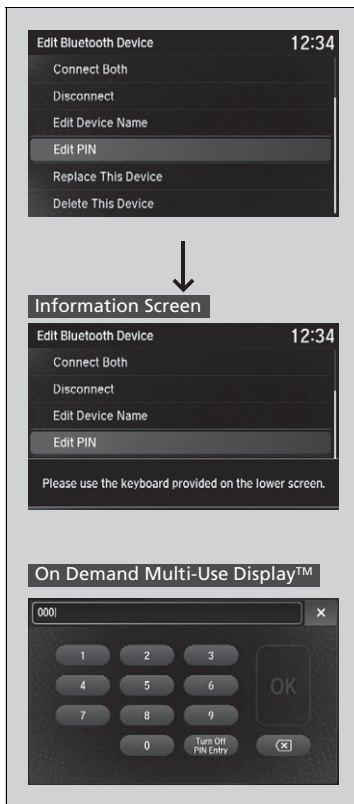 Edit Bluetooth Device 12:34
Connect Both
Disconnect
Edit Device Name
Edit PIN
Replace This Device
Delete This Device
Information Screen
Edit Bluetooth Device 12:34
Connect Both
Disconnect
Edit Device Name
Edit PIN
Please use the keyboard provided on the lower screen.
On Demand Multi-Use Display™
000
1 2 3
4 5 6 OK
7 8 9
0 Turn Off
PIN Entry